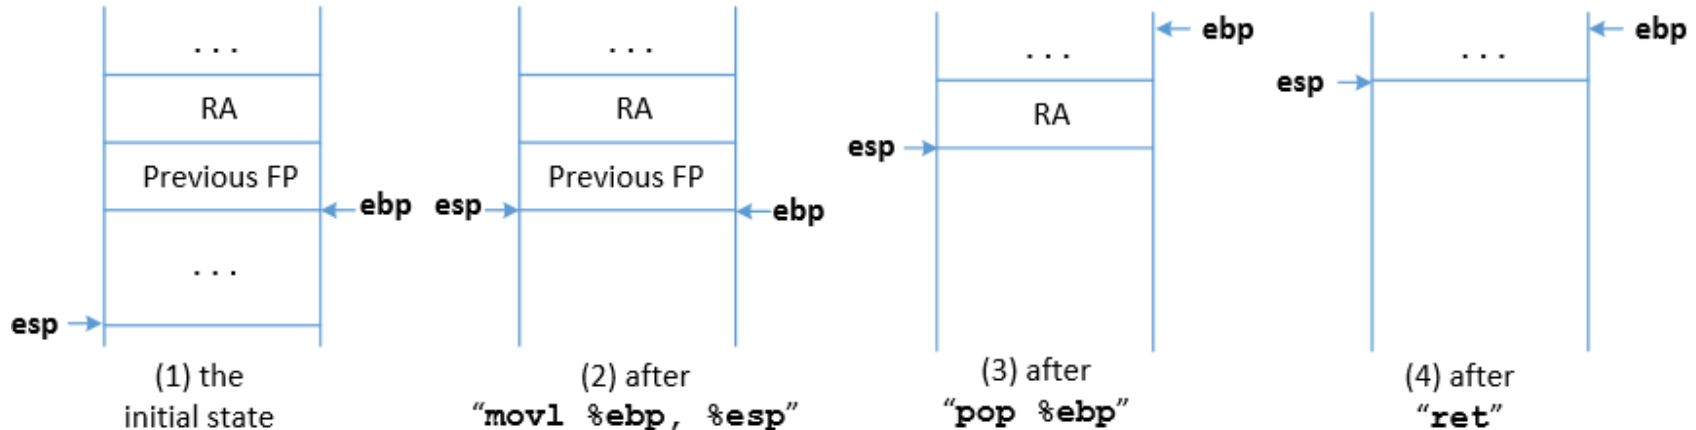 ...
RA
Previous FP
ebp
...
esp
(1) the
initial state
...
RA
Previous FP
esp
ebp
(2) after
“movl %ebp, %esp”
ebp
...
RA
esp
(3) after
“pop %ebp”
ebp
...
esp
(4) after
“ret”